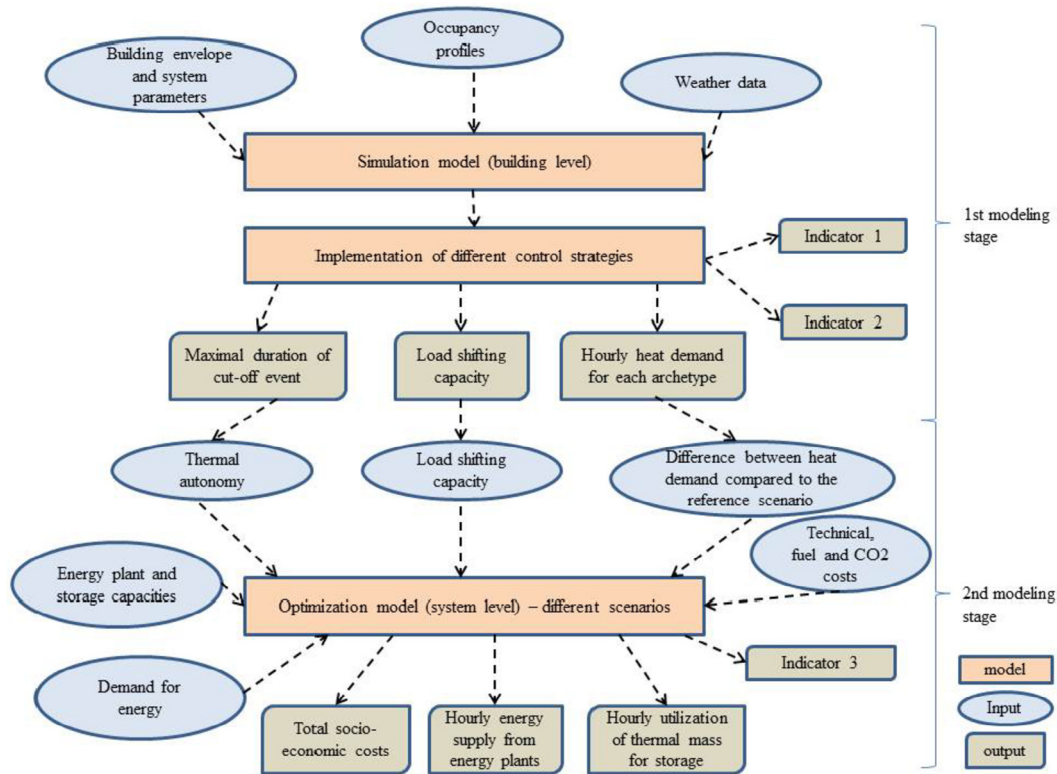 Occupancy
profiles
Building envelope
and system
parameters
Weather data
Simulation model (building level)
1st modeling
stage
Indicator 1
Implementation of different control strategies
Indicator 2
Maximal duration of
cut-off event
Load shifting
capacity
Hourly heat demand
for each archetype
Thermal
autonomy
Load shifting
capacity
Difference between heat
demand compared to the
reference scenario
Technical,
fuel and CO2
costs
Energy plant and
storage capacities
Optimization model (system level) – different scenarios
2nd modeling
stage
Indicator 3
Demand for
energy
Total socio-
economic costs
Hourly energy
supply from
energy plants
Hourly utilization
of thermal mass
for storage
model
Input
output